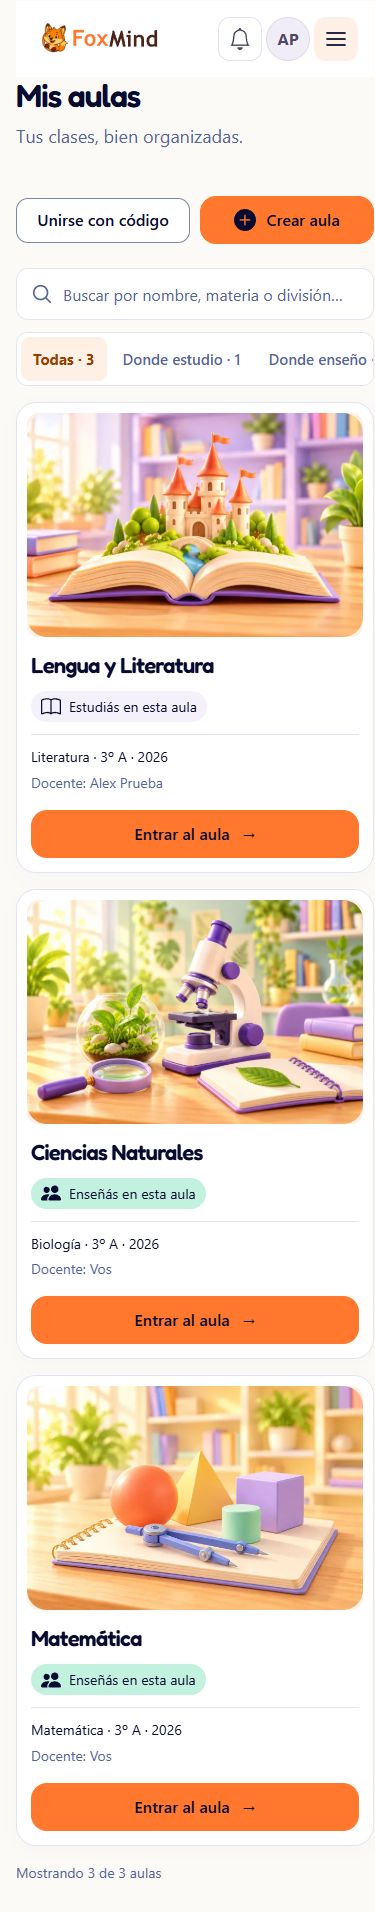 FoxMind
AP
Mis aulas
Tus clases, bien organizadas.
Unirse con código
Crear aula
Buscar por nombre, materia o división...
Todas · 3
Donde estudio · 1
Donde enseño ·
Lengua y Literatura
Estudiás en esta aula
Literatura · 3º A · 2026
Docente: Alex Prueba
Entrar al aula →
Ciencias Naturales
Enseñás en esta aula
Biología · 3º A · 2026
Docente: Vos
Entrar al aula →
Matemática
Enseñás en esta aula
Matemática · 3º A · 2026
Docente: Vos
Entrar al aula →
Mostrando 3 de 3 aulas